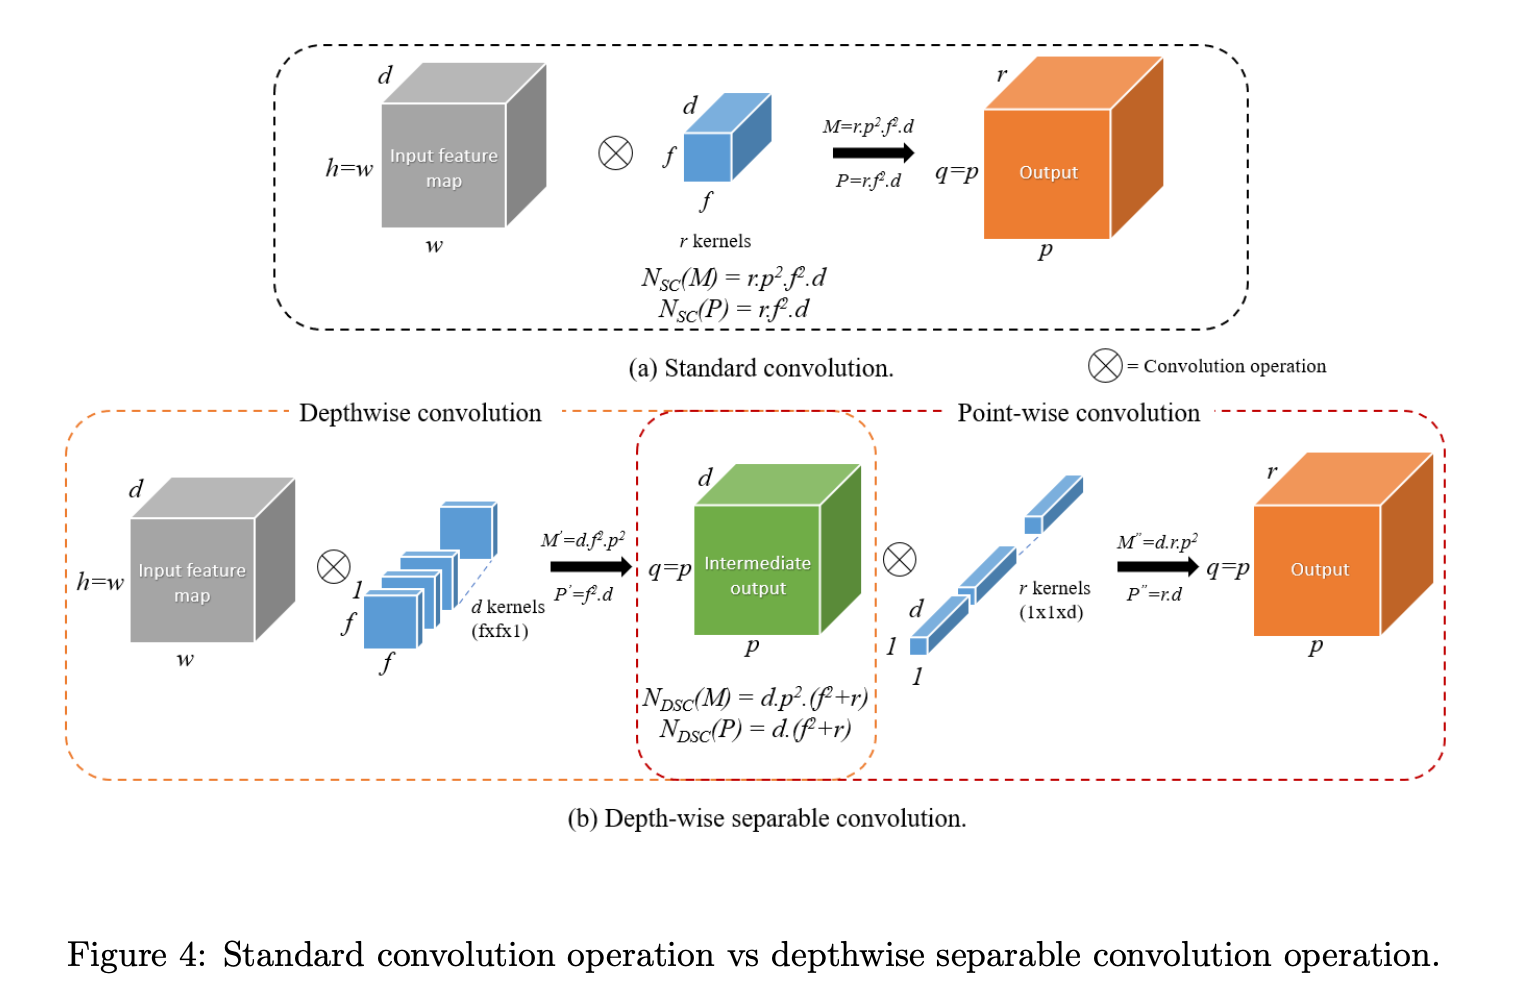 d
h=w
Input feature
map
w
d
f
f
r kernels
M=r.p².f².d
P=r.f².d
r
q=p
Output
p
N_SC(M) = r.p².f².d
N_SC(P) = r.f².d
(a) Standard convolution.
= Convolution operation
Depthwise convolution
Point-wise convolution
d
h=w
Input feature
map
w
1
f
f
d kernels
(fxfx1)
M'=d.f².p²
P'=f².d
d
q=p
Intermediate
output
p
N_DSC(M) = d.p².(f²+r)
N_DSC(P) = d.(f²+r)
d
1
1
r kernels
(1x1xd)
M"=d.r.p²
P"=r.d
r
q=p
Output
p
(b) Depth-wise separable convolution.
Figure 4: Standard convolution operation vs depthwise separable convolution operation.